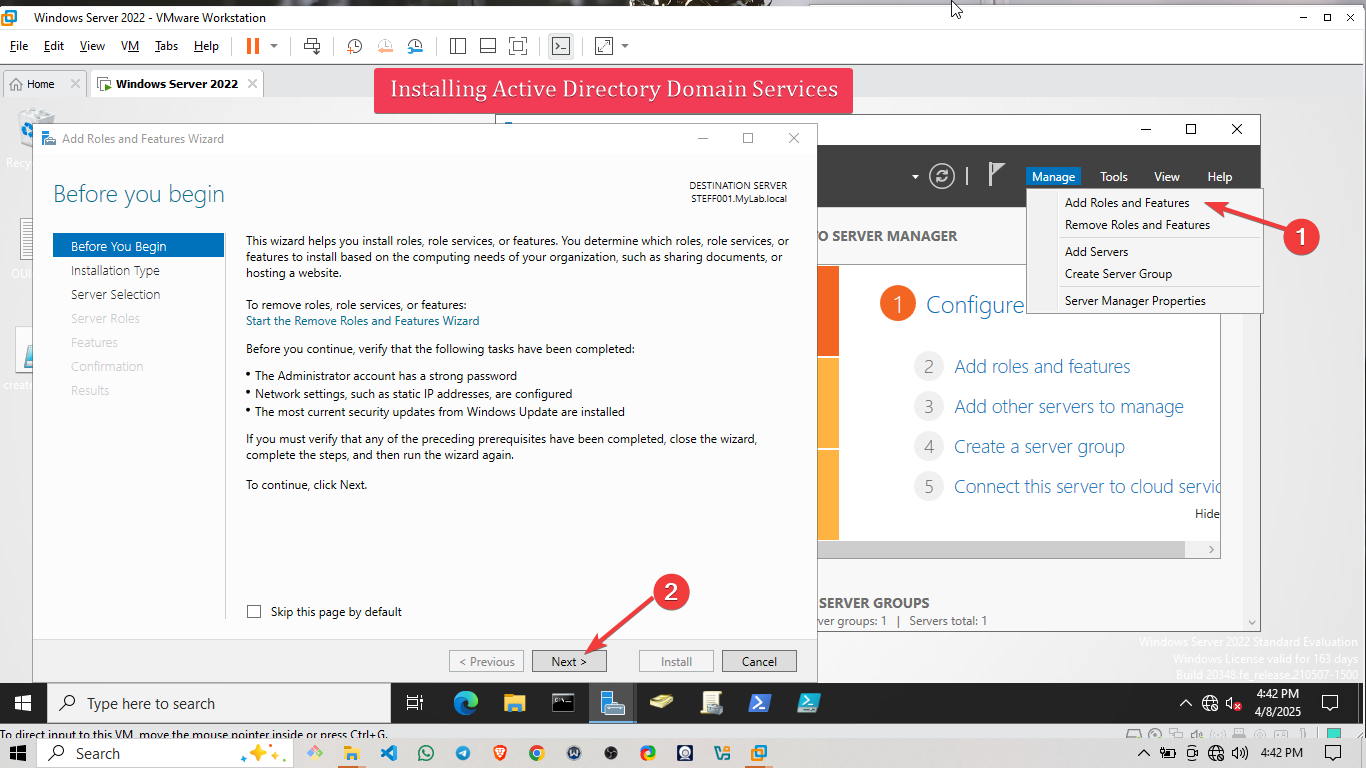 Windows Server 2022 - VMware Workstation
File Edit View VM Tabs Help
Home
Windows Server 2022
Installing Active Directory Domain Services
Add Roles and Features Wizard
Before you begin
DESTINATION SERVER
STEFF001.MyLab.local
Before You Begin
Installation Type
Server Selection
Server Roles
Features
Confirmation
Results
This wizard helps you install roles, role services, or features. You determine which roles, role services, or
features to install based on the computing needs of your organization, such as sharing documents, or
hosting a website.
To remove roles, role services, or features:
Start the Remove Roles and Features Wizard
Before you continue, verify that the following tasks have been completed:
• The Administrator account has a strong password
• Network settings, such as static IP addresses, are configured
• The most current security updates from Windows Update are installed
If you must verify that any of the preceding prerequisites have been completed, close the wizard,
complete the steps, and then run the wizard again.
To continue, click Next.
Skip this page by default
2
< Previous
Next >
Install
Cancel
Manage Tools View Help
Add Roles and Features
Remove Roles and Features
Add Servers
Create Server Group
Server Manager Properties
1
O SERVER MANAGER
1 Configure
2 Add roles and features
3 Add other servers to manage
4 Create a server group
5 Connect this server to cloud servic
Hide
SERVER GROUPS
ver groups: 1 | Servers total: 1
Windows Server 2022 Standard Evaluation
Windows License valid for 163 days
Build 20348.fe_release.210507-1500
Type here to search
4:42 PM
4/8/2025
To direct input to this VM, move the mouse pointer inside or press Ctrl+G.
Search
4:42 PM